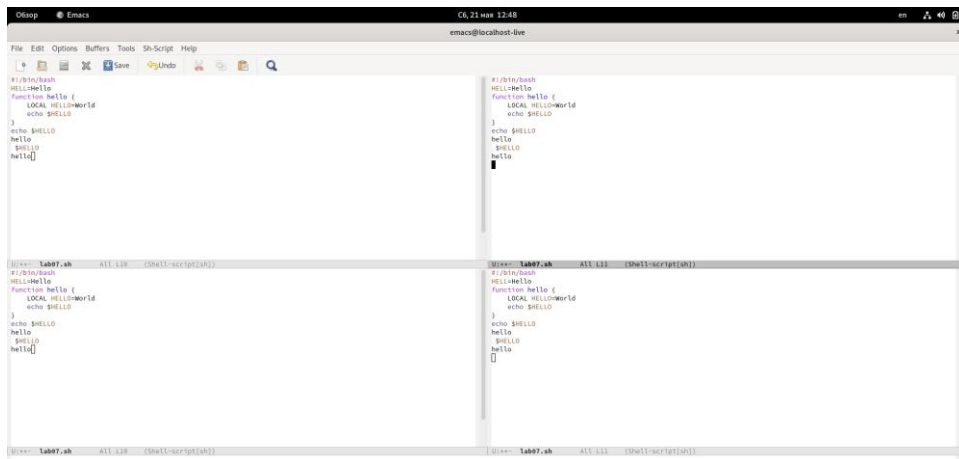 Обзор Emacs Сб, 21 мая 12:48 en
emacs@localhost-live
File Edit Options Buffers Tools Sh-Script Help
Save Undo
#!/bin/bash
HELL=Hello
function hello {
LOCAL HELLO=World
echo $HELLO
}
echo $HELLO
hello
$HELLO
hello
U:**- lab07.sh All L10 (Shell-script[sh])
#!/bin/bash
HELL=Hello
function hello {
LOCAL HELLO=World
echo $HELLO
}
echo $HELLO
hello
$HELLO
hello
U:**- lab07.sh All L11 (Shell-script[sh])
#!/bin/bash
HELL=Hello
function hello {
LOCAL HELLO=World
echo $HELLO
}
echo $HELLO
hello
$HELLO
hello
U:**- lab07.sh All L10 (Shell-script[sh])
#!/bin/bash
HELL=Hello
function hello {
LOCAL HELLO=World
echo $HELLO
}
echo $HELLO
hello
$HELLO
hello
U:**- lab07.sh All L11 (Shell-script[sh])